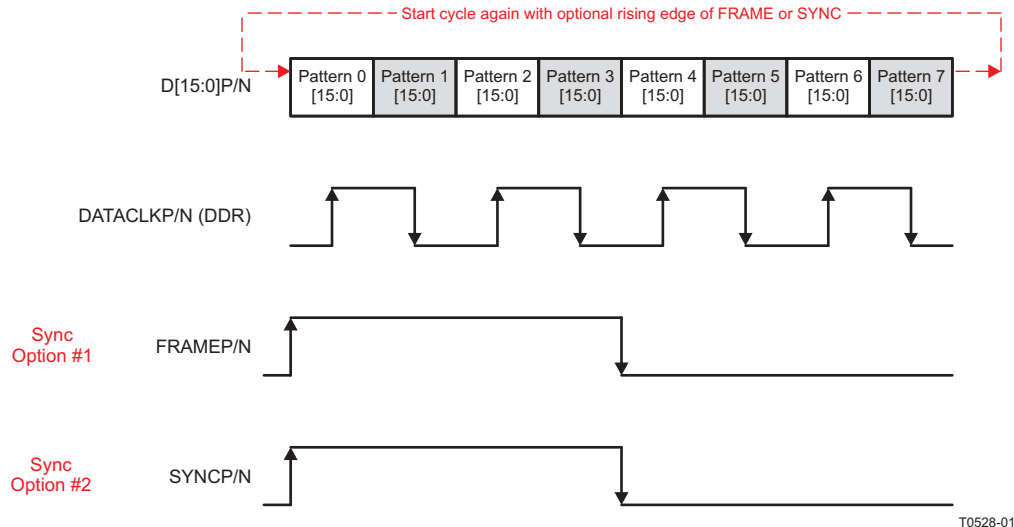 Start cycle again with optional rising edge of FRAME or SYNC
D[15:0]P/N
Pattern 0 [15:0]
Pattern 1 [15:0]
Pattern 2 [15:0]
Pattern 3 [15:0]
Pattern 4 [15:0]
Pattern 5 [15:0]
Pattern 6 [15:0]
Pattern 7 [15:0]
DATACLKP/N (DDR)
Sync
Option #1
FRAMEP/N
Sync
Option #2
SYNCP/N
T0528-01